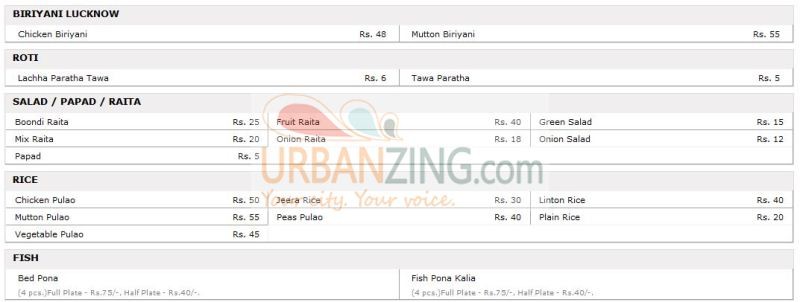 BIRIYANI LUCKNOW
Chicken Biriyani Rs. 48 Mutton Biriyani Rs. 55
ROTI
Lachha Paratha Tawa Rs. 6 Tawa Paratha Rs. 5
SALAD / PAPAD / RAITA
Boondi Raita Rs. 25 Fruit Raita Rs. 40 Green Salad Rs. 15
Mix Raita Rs. 20 Onion Raita Rs. 18 Onion Salad Rs. 12
Papad Rs. 5
URBANZING.com
Your city. Your voice.
RICE
Chicken Pulao Rs. 50 Jeera Rice Rs. 30 Linton Rice Rs. 40
Mutton Pulao Rs. 55 Peas Pulao Rs. 40 Plain Rice Rs. 20
Vegetable Pulao Rs. 45
FISH
Bed Pona Fish Pona Kalia
(4 pcs.)Full Plate - Rs.75/-, Half Plate - Rs.40/-. (4 pcs.)Full Plate - Rs.75/-, Half Plate - Rs.40/-.